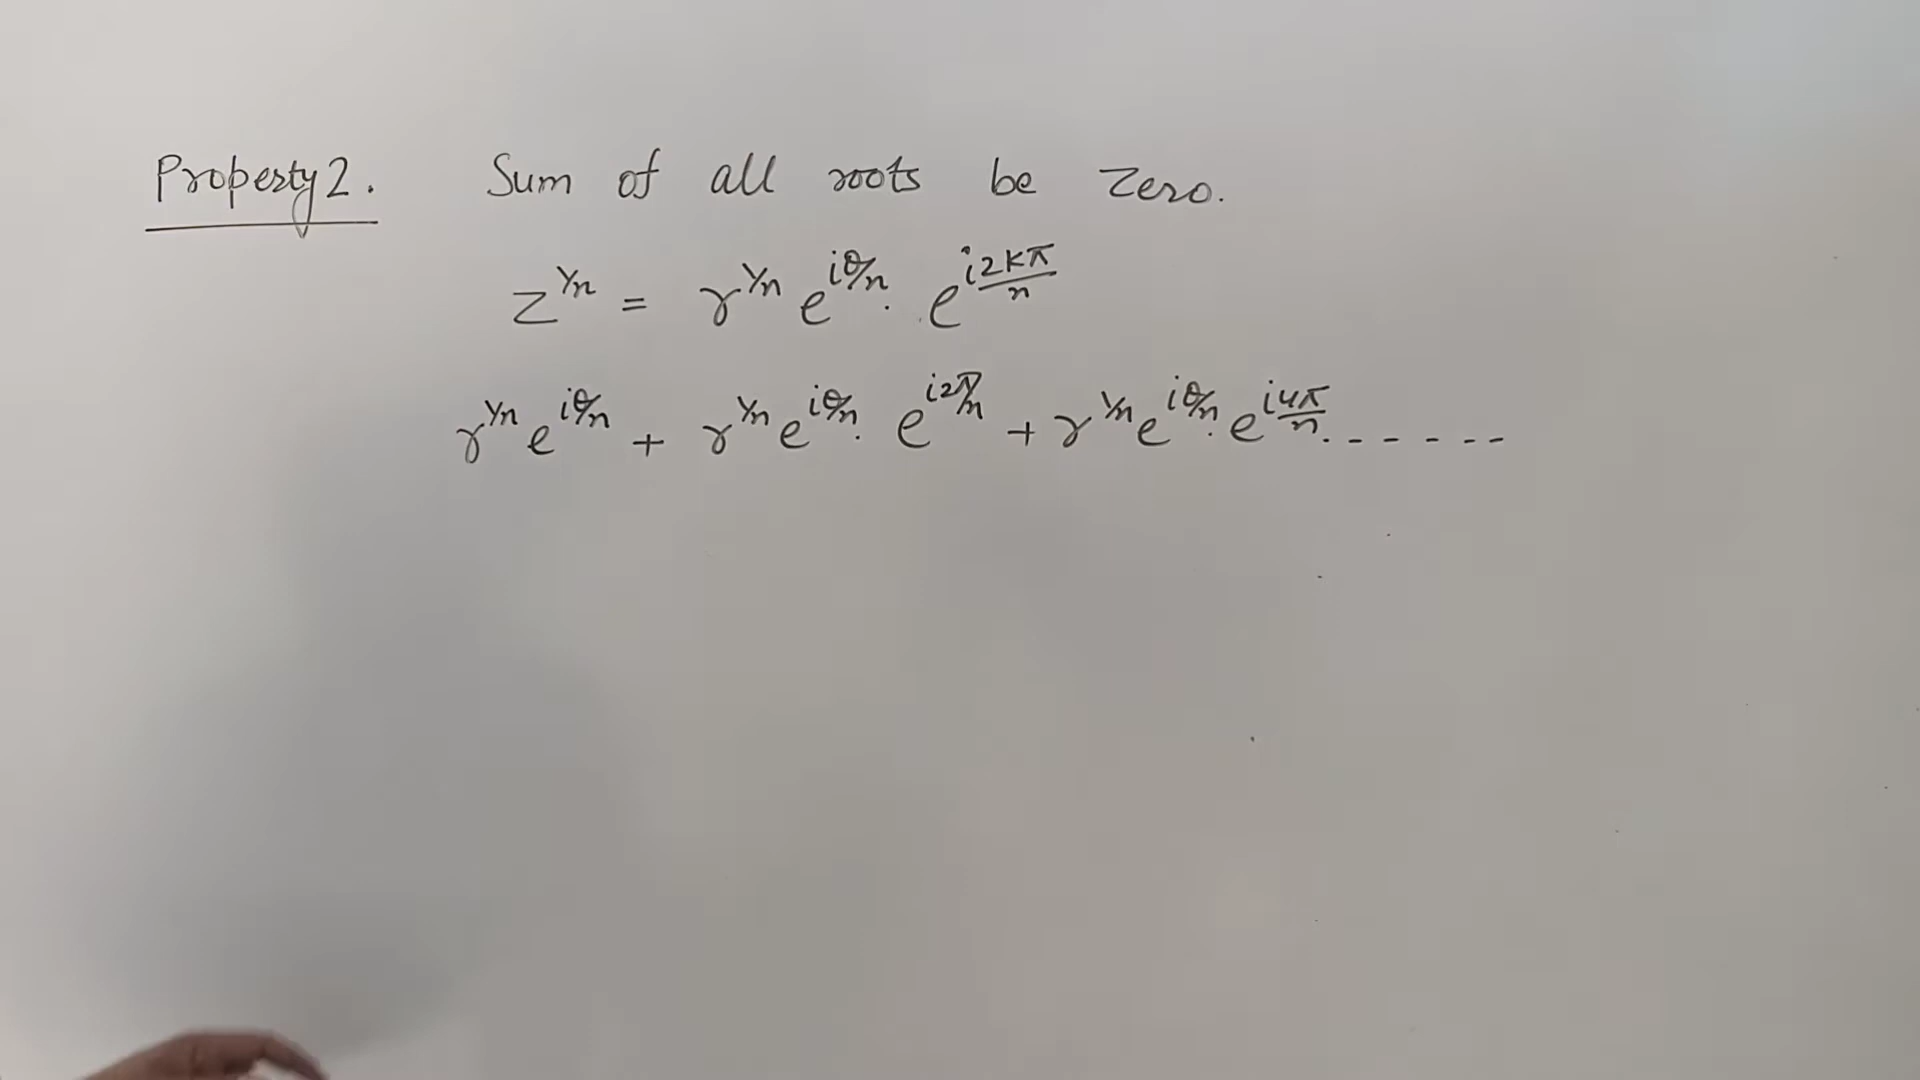 Property 2. Sum of all roots be Zero.
z^{1/n} = r^{1/n} e^{iθ/n} . e^{i2kπ/n}
r^{1/n} e^{iθ/n} + r^{1/n} e^{iθ/n} . e^{i2π/n} + r^{1/n} e^{iθ/n} . e^{i4π/n} . - - - - - -